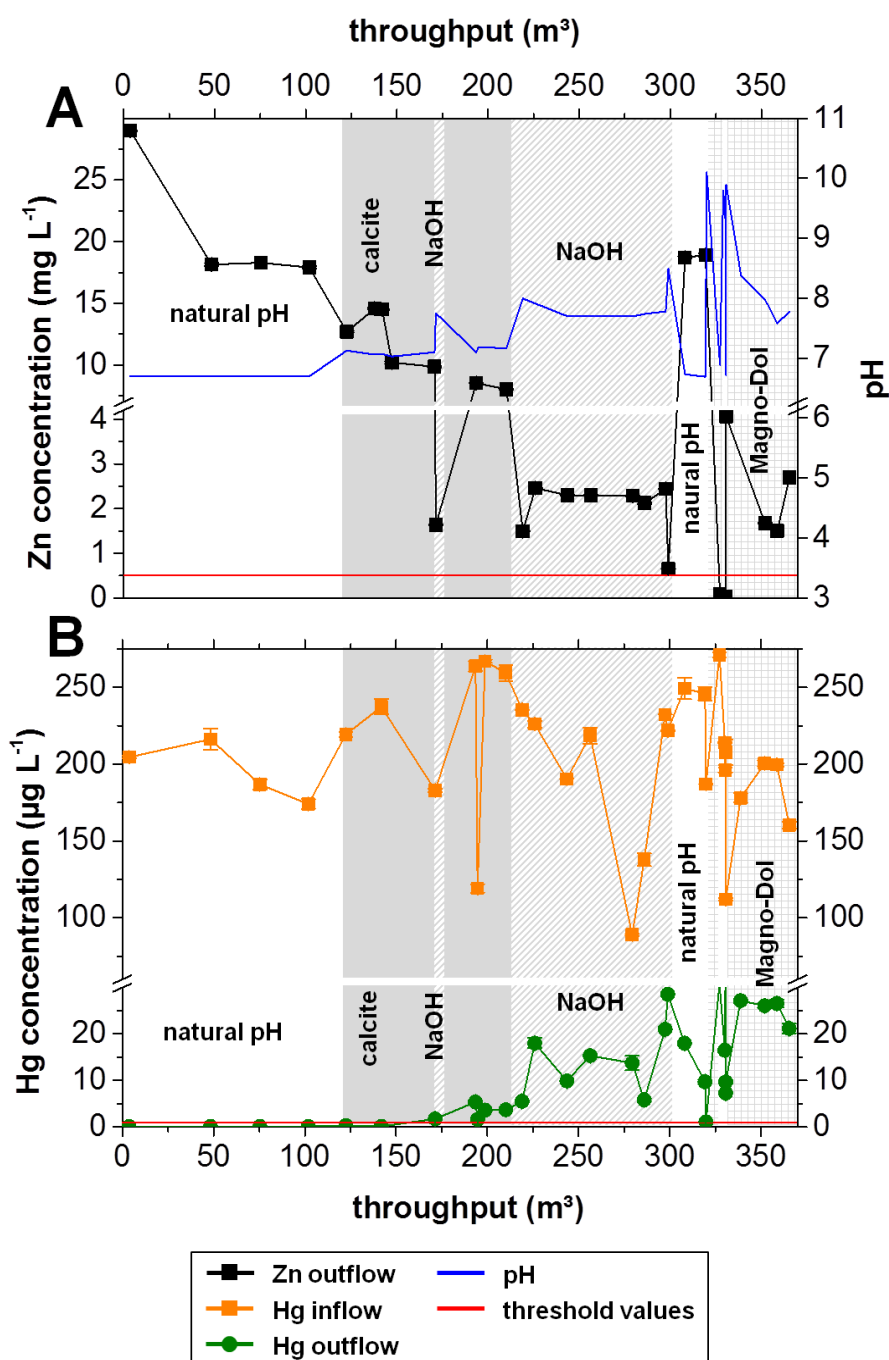 throughput (m³)
0 50 100 150 200 250 300 350
A
Zn concentration (mg L⁻¹)
25
20
15
10
4
3
2
1
0
11
10
9
8
7
6
5
4
3
pH
natural pH
calcite
NaOH
NaOH
naural pH
Magno-Dol
B
Hg concentration (µg L⁻¹)
250
200
150
100
20
10
0
250
200
150
100
20
10
0
natural pH
calcite
NaOH
NaOH
natural pH
Magno-Dol
0 50 100 150 200 250 300 350
throughput (m³)
Zn outflow pH
Hg inflow threshold values
Hg outflow